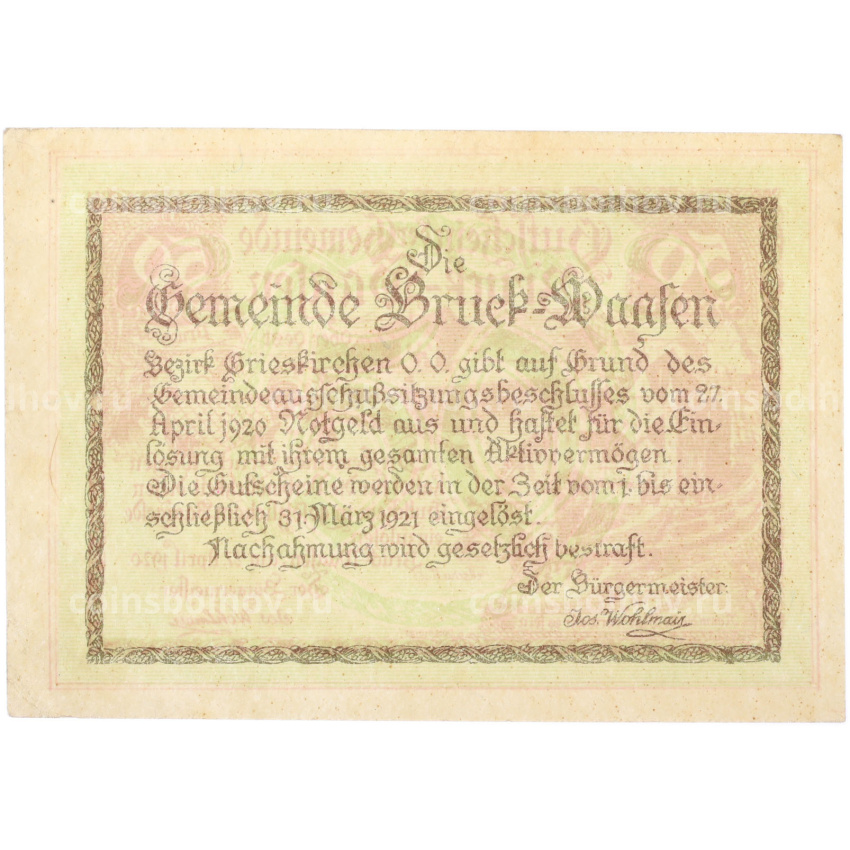 Die
Gemeinde Bruck-Waasen
Bezirk Grieskirchen O.O. gibt auf Grund des
Gemeindeausschußsitzungsbeschlusses vom 27.
April 1920 Notgeld aus und haftet für die Ein-
lösung mit ihrem gesamten Aktivvermögen.
Die Gutscheine werden in der Zeit vom 1. bis ein-
schließlich 31. März 1921 eingelöst.
Nachahmung wird gesetzlich bestraft.
Der Bürgermeister:
Jos. Wohlmair
coinsbolhov.ru